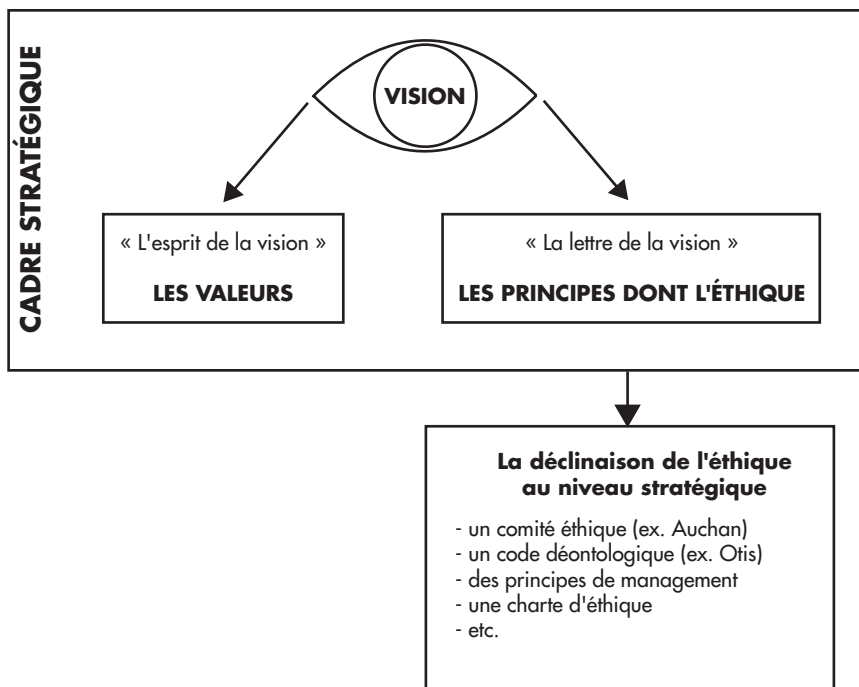 CADRE STRATÉGIQUE
VISION
« L'esprit de la vision »
LES VALEURS
« La lettre de la vision »
LES PRINCIPES DONT L'ÉTHIQUE
La déclinaison de l'éthique
au niveau stratégique
- un comité éthique (ex. Auchan)
- un code déontologique (ex. Otis)
- des principes de management
- une charte d'éthique
- etc.